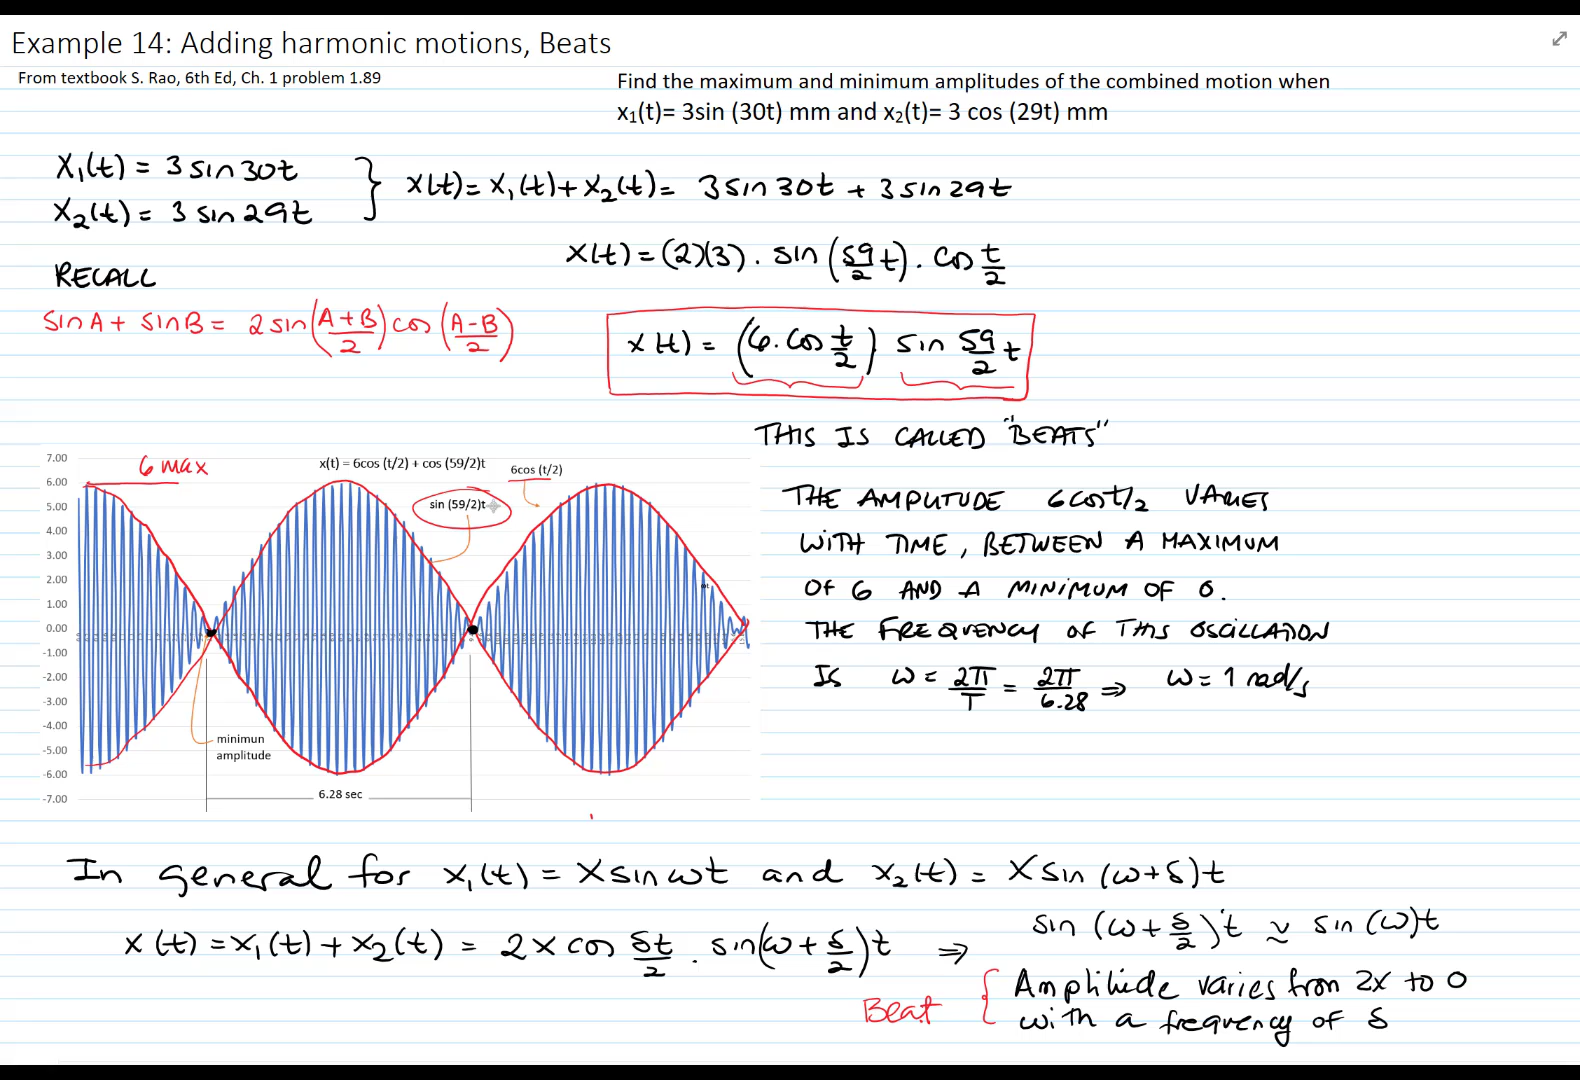 Example 14: Adding harmonic motions, Beats
From textbook S. Rao, 6th Ed, Ch. 1 problem 1.89
Find the maximum and minimum amplitudes of the combined motion when
x₁(t)= 3sin (30t) mm and x₂(t)= 3 cos (29t) mm
X₁(t) = 3 sin 30t
X₂(t) = 3 sin 29t
X(t) = X₁(t) + X₂(t) = 3 sin 30t + 3 sin 29t
X(t) = (2)(3) · sin (59/2 t) · cos t/2
RECALL
sin A + sin B = 2 sin (A+B/2) cos (A-B/2)
X(t) = (6 · cos t/2) sin 59/2 t
THIS IS CALLED "BEATS"
7.00
6.00
5.00
4.00
3.00
2.00
1.00
0.00
-1.00
-2.00
-3.00
-4.00
-5.00
-6.00
-7.00
6 max
x(t) = 6cos (t/2) + cos (59/2)t
6cos (t/2)
sin (59/2)t
minimun
amplitude
6.28 sec
THE AMPLITUDE 6 cos t/2 VARIES
WITH TIME, BETWEEN A MAXIMUM
OF 6 AND A MINIMUM OF 0.
THE FREQUENCY OF THIS OSCILLATION
IS ω = 2π/T = 2π/6.28 ⇒ ω = 1 rad/s
In general for X₁(t) = X sin ωt and X₂(t) = X sin (ω+δ)t
X(t) = X₁(t) + X₂(t) = 2X cos δt/2 · sin (ω + δ/2)t ⇒
sin (ω + δ/2)t ≈ sin (ω)t
Beat
Amplitude varies from 2X to 0
with a frequency of δ